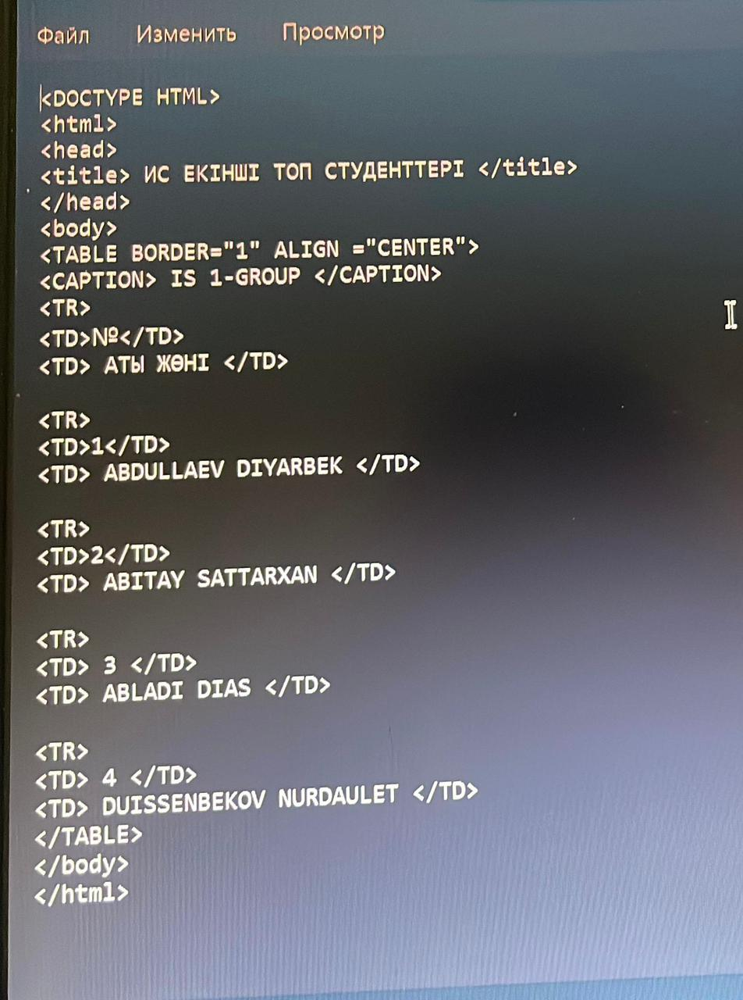 Файл Изменить Просмотр
<DOCTYPE HTML>
<html>
<head>
<title> ИС ЕКІНШІ ТОП СТУДЕНТТЕРІ </title>
</head>
<body>
<TABLE BORDER="1" ALIGN ="CENTER">
<CAPTION> IS 1-GROUP </CAPTION>
<TR>
<TD>№</TD>
<TD> АТЫ ЖӨНІ </TD>
<TR>
<TD>1</TD>
<TD> ABDULLAEV DIYARBEK </TD>
<TR>
<TD>2</TD>
<TD> ABITAY SATTARXAN </TD>
<TR>
<TD> 3 </TD>
<TD> ABLADI DIAS </TD>
<TR>
<TD> 4 </TD>
<TD> DUISSENBEKOV NURDAULET </TD>
</TABLE>
</body>
</html>